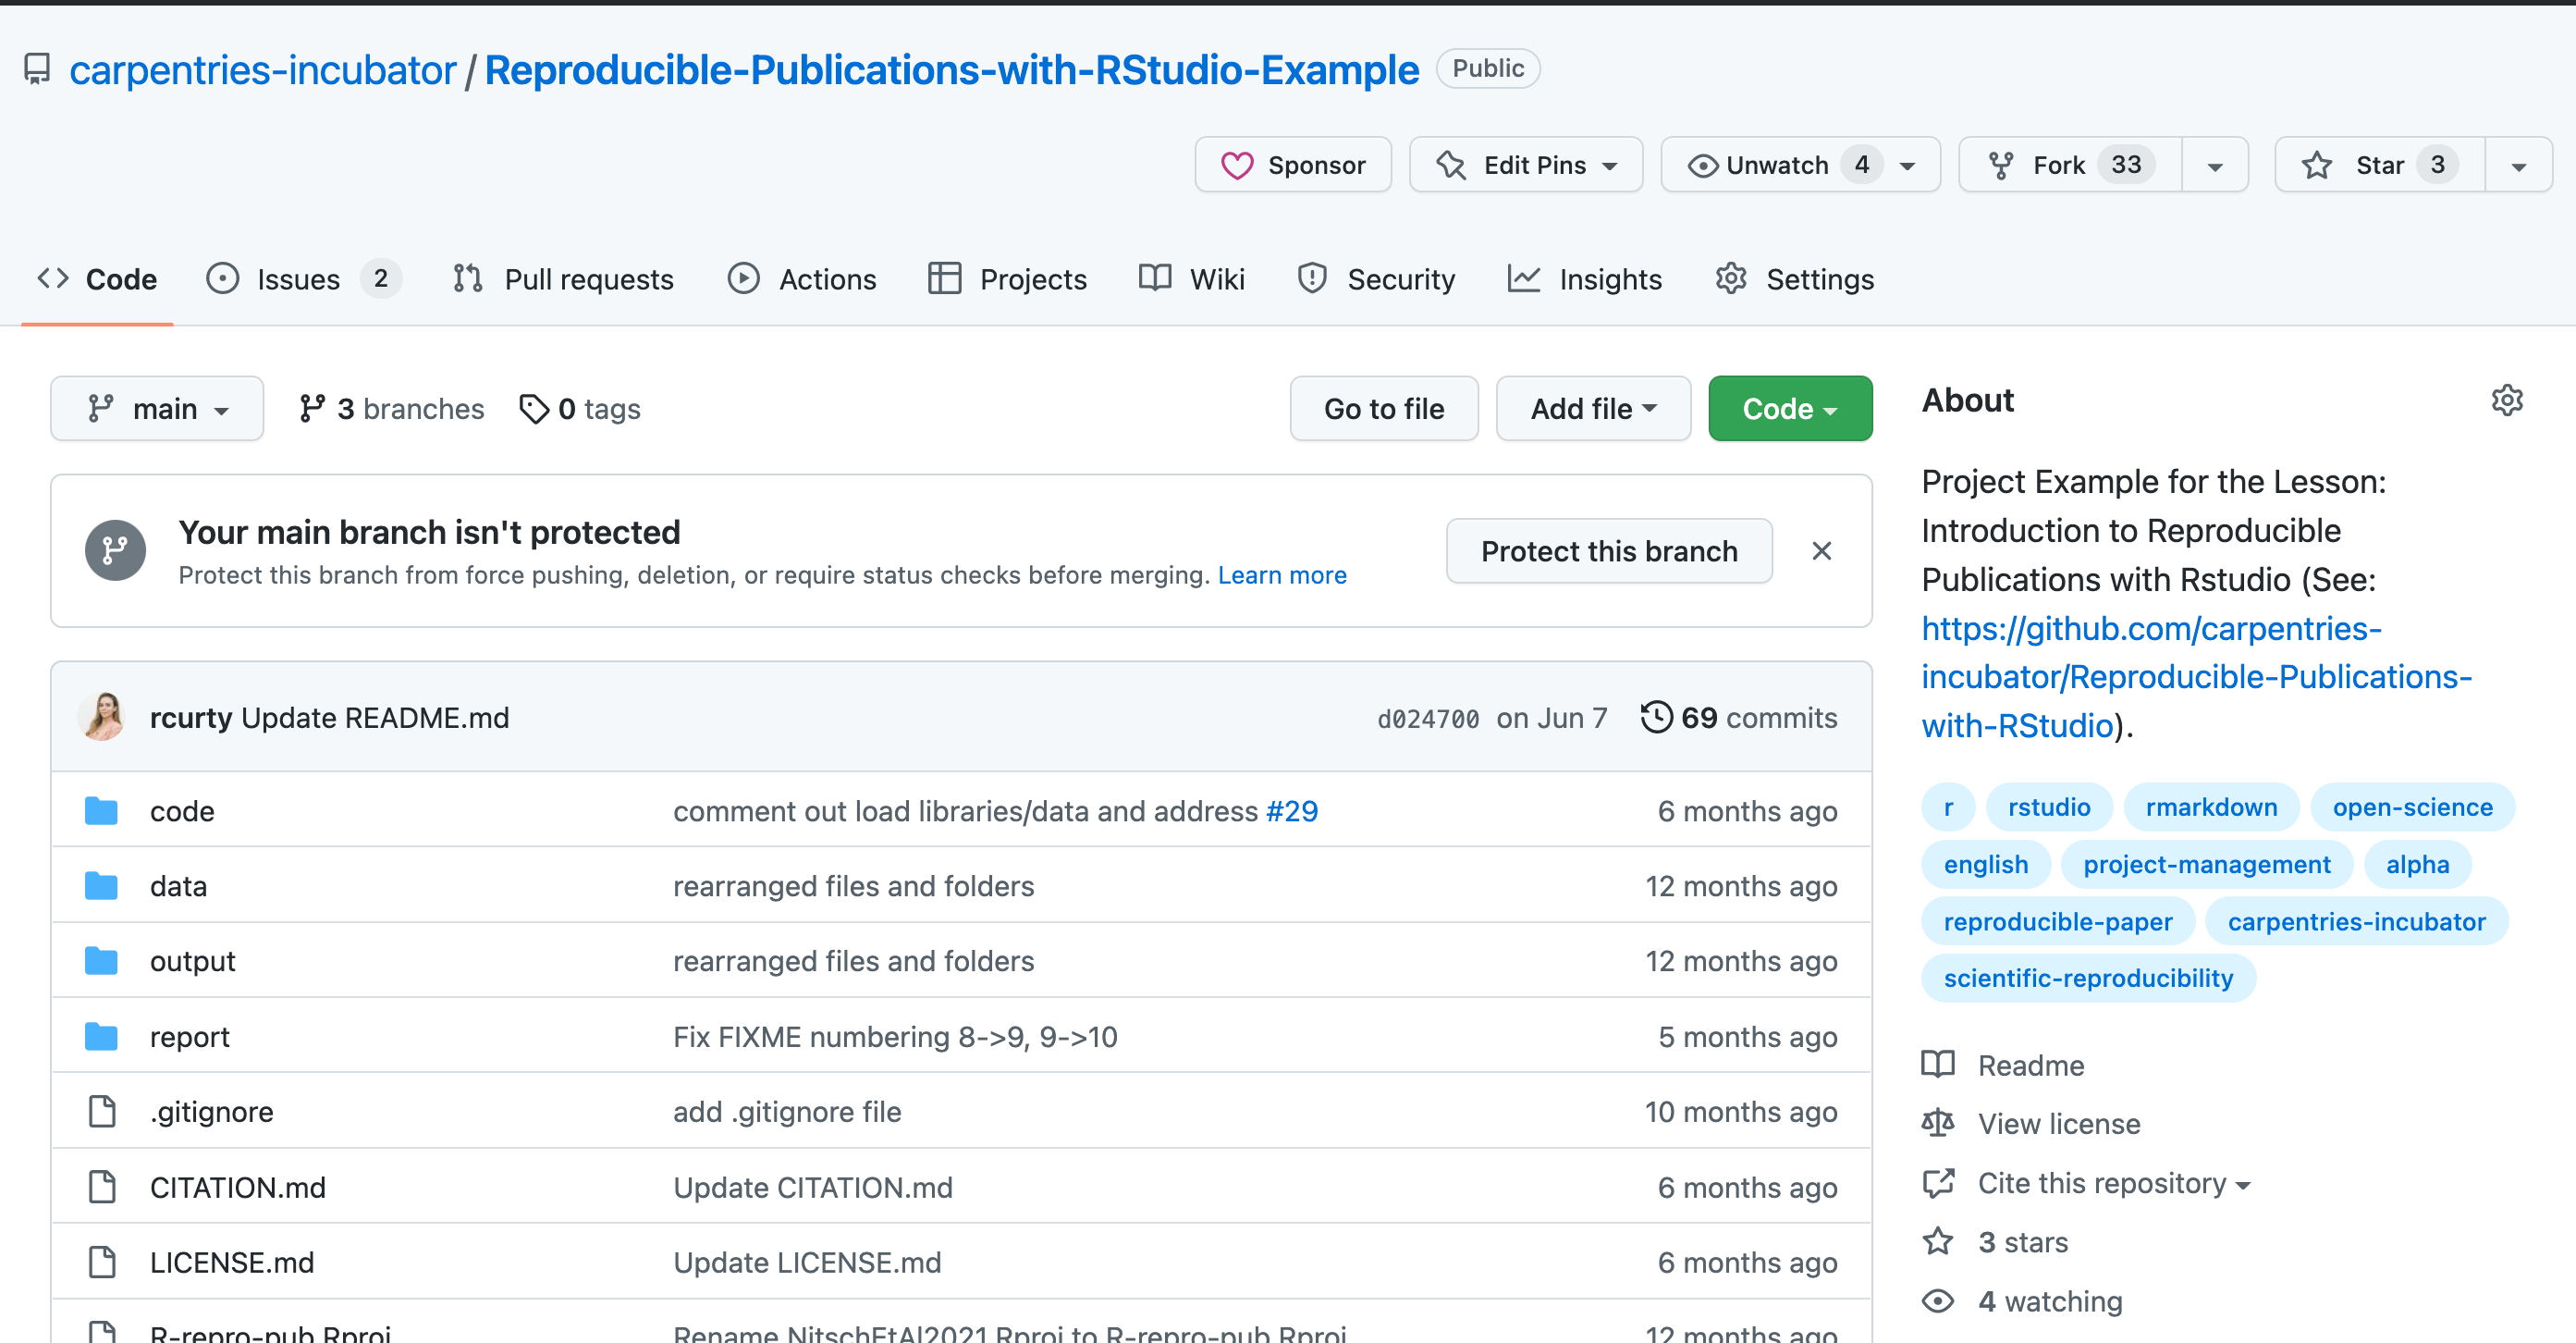 carpentries-incubator / Reproducible-Publications-with-RStudio-Example Public
Sponsor Edit Pins Unwatch 4 Fork 33 Star 3
Code Issues 2 Pull requests Actions Projects Wiki Security Insights Settings
main 3 branches 0 tags Go to file Add file Code
Your main branch isn't protected
Protect this branch from force pushing, deletion, or require status checks before merging. Learn more
Protect this branch
rcurty Update README.md d024700 on Jun 7 69 commits
code comment out load libraries/data and address #29 6 months ago
data rearranged files and folders 12 months ago
output rearranged files and folders 12 months ago
report Fix FIXME numbering 8->9, 9->10 5 months ago
.gitignore add .gitignore file 10 months ago
CITATION.md Update CITATION.md 6 months ago
LICENSE.md Update LICENSE.md 6 months ago
R-repro-pub.Rproj Rename NitschEtAl2021.Rproj to R-repro-pub.Rproj 12 months ago
About
Project Example for the Lesson:
Introduction to Reproducible
Publications with Rstudio (See:
https://github.com/carpentries-
incubator/Reproducible-Publications-
with-RStudio).
r rstudio rmarkdown open-science
english project-management alpha
reproducible-paper carpentries-incubator
scientific-reproducibility
Readme
View license
Cite this repository
3 stars
4 watching